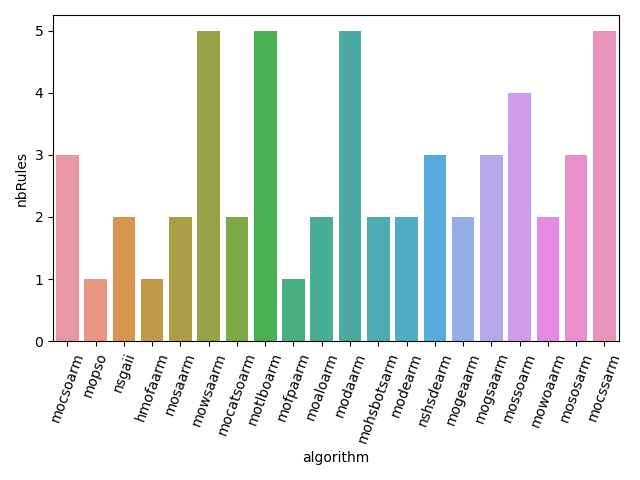 5
4
3
2
1
0
nbRules
mocsoarm
mopso
nsgaii
hmofaarm
mosaarm
mowsaarm
mocatsoarm
motlboarm
mofpaarm
moaloarm
modaarm
mohsbotsarm
modearm
nshsdearm
mogeaarm
mogsaarm
mossoarm
mowoaarm
mososarm
mocssarm
algorithm